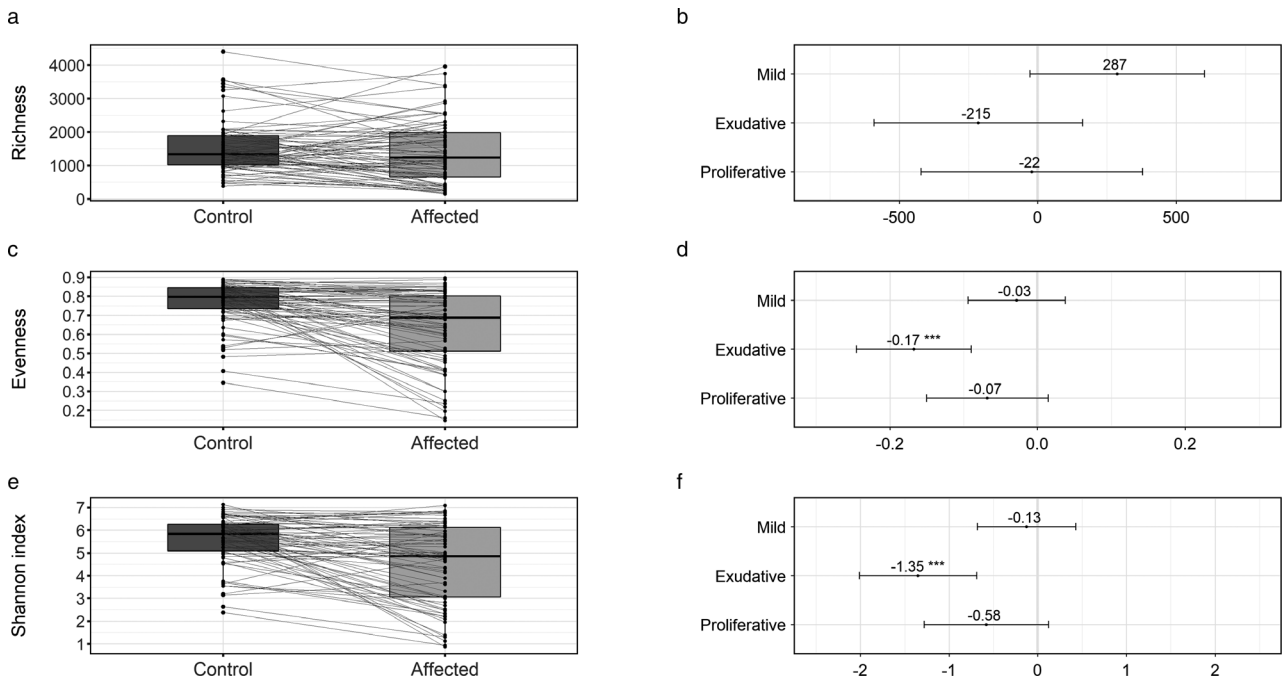 a
Richness
4000
3000
2000
1000
0
Control
Affected
b
Mild
287
Exudative
-215
Proliferative
-22
-500
0
500
c
Evenness
0.9
0.8
0.7
0.6
0.5
0.4
0.3
0.2
Control
Affected
d
Mild
-0.03
Exudative
-0.17 ***
Proliferative
-0.07
-0.2
0.0
0.2
e
Shannon index
7
6
5
4
3
2
1
Control
Affected
f
Mild
-0.13
Exudative
-1.35 ***
Proliferative
-0.58
-2
-1
0
1
2